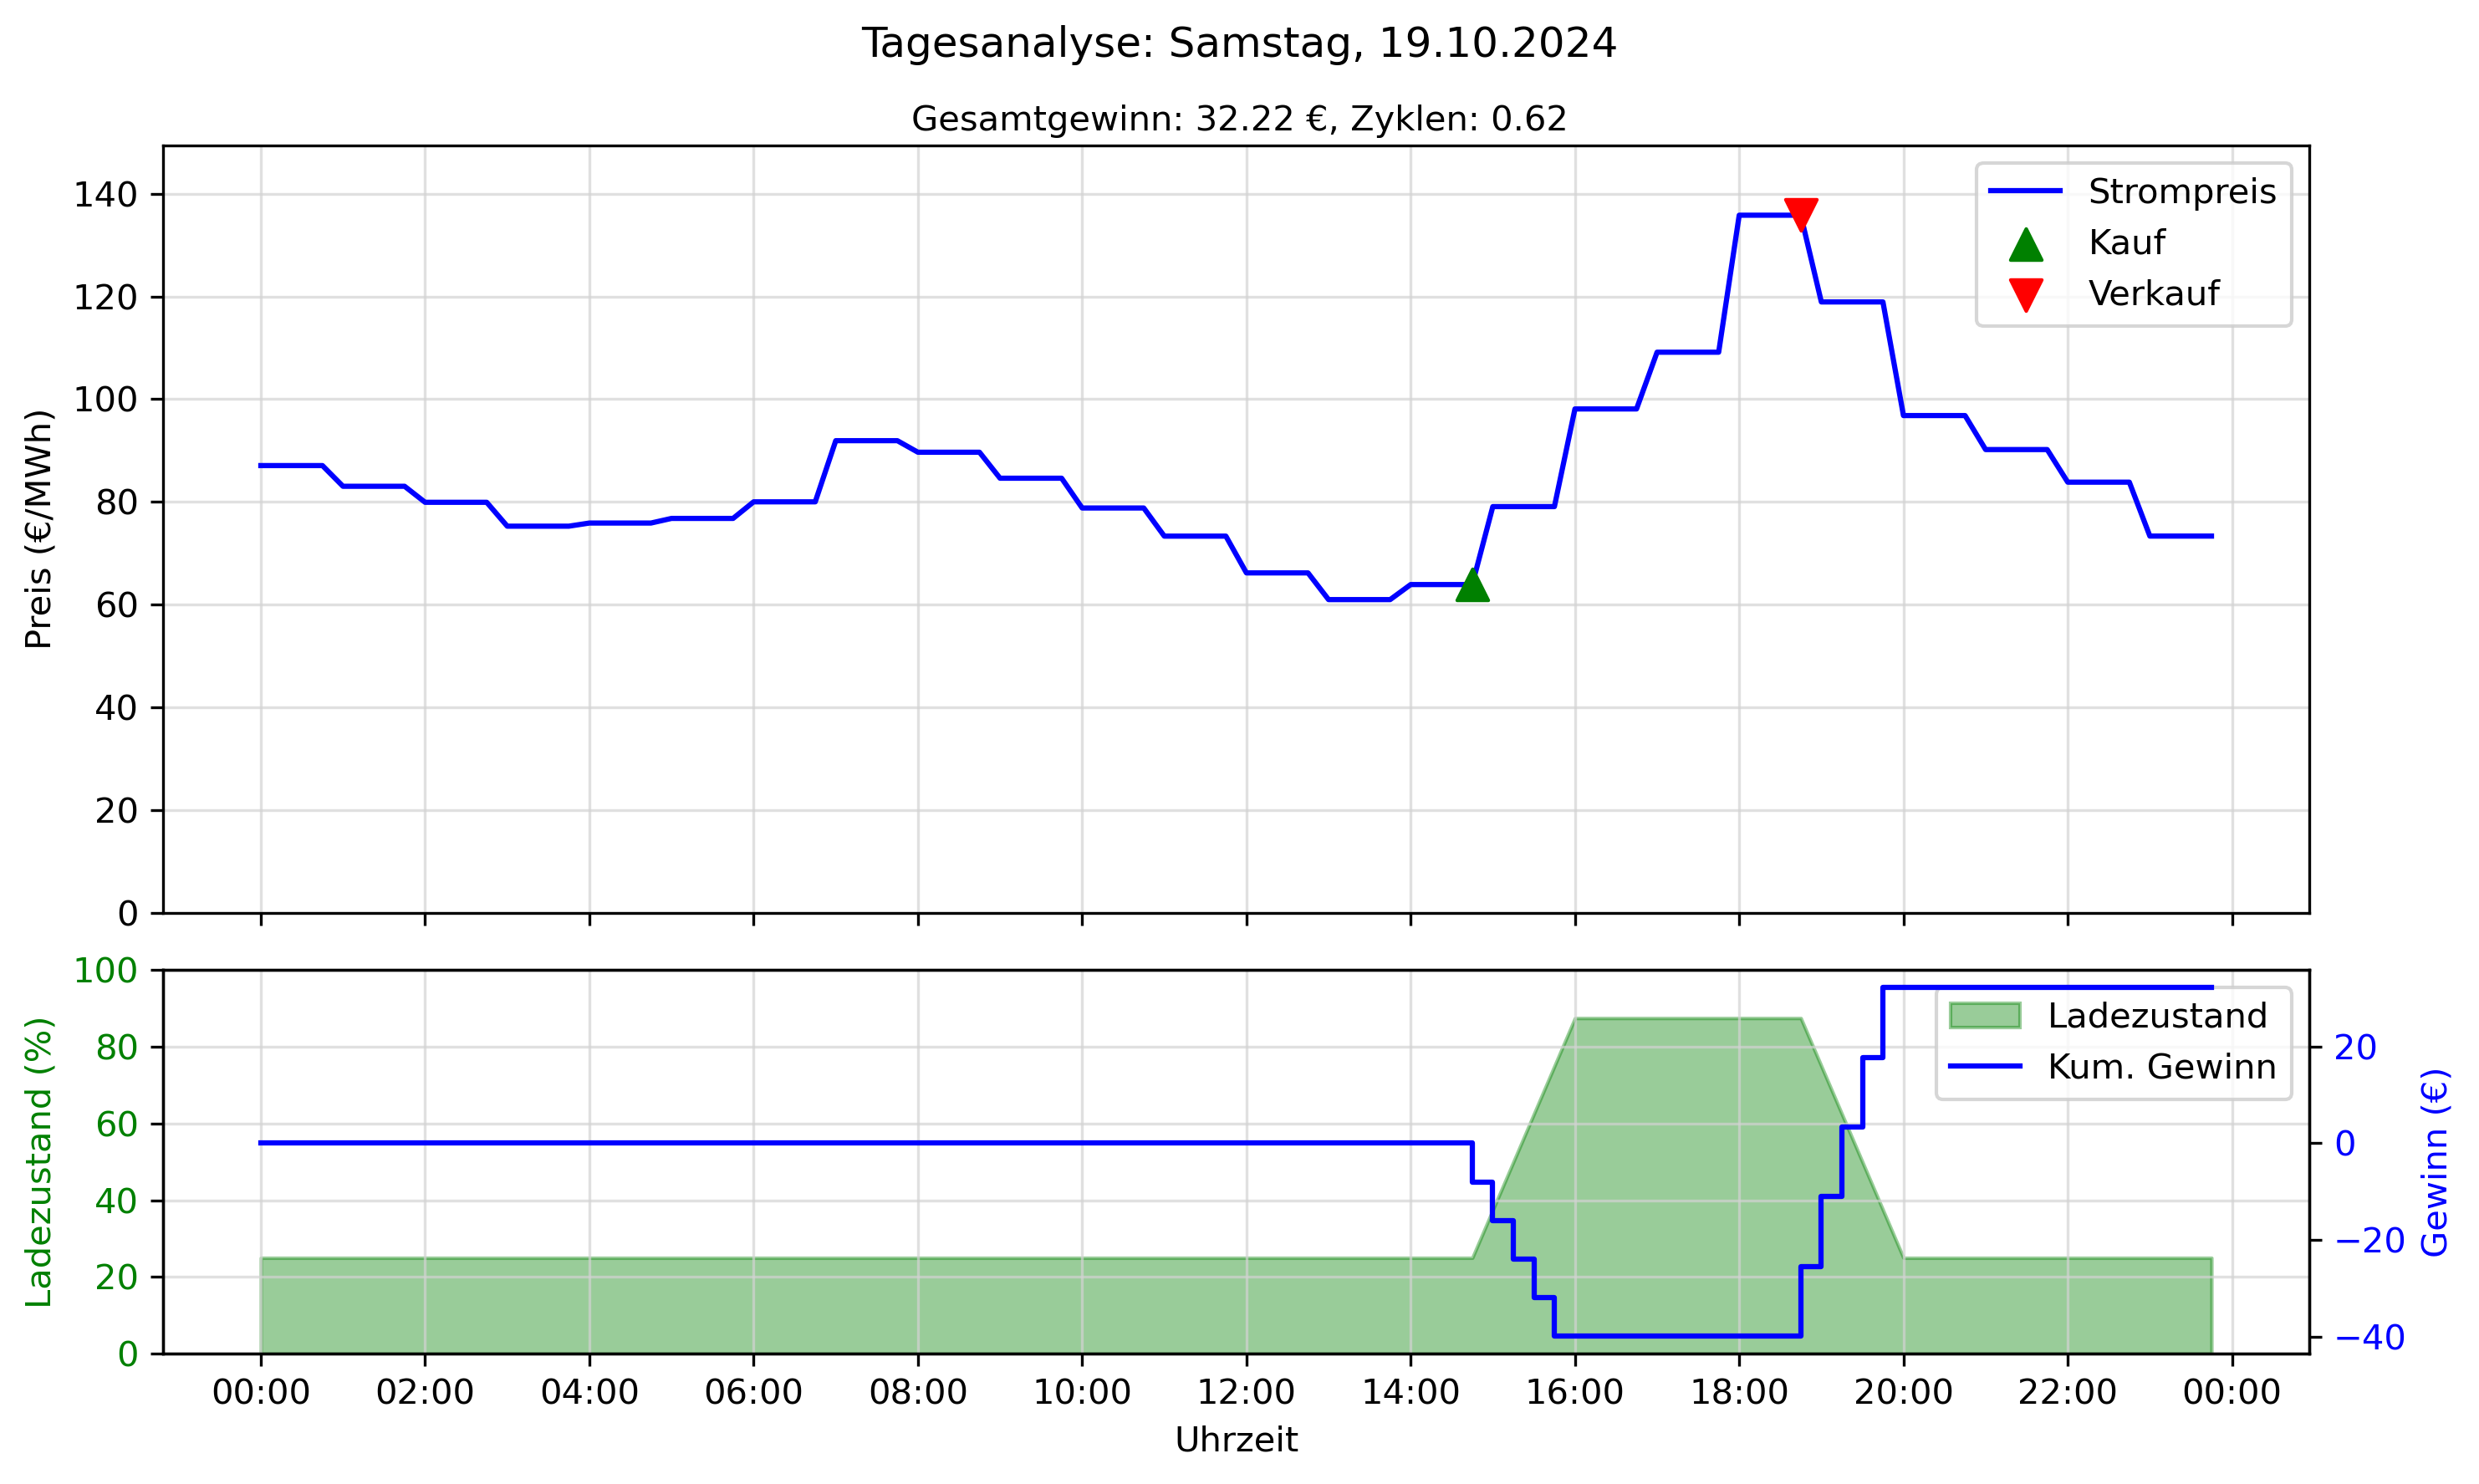 Tagesanalyse: Samstag, 19.10.2024
Gesamtgewinn: 32.22 €, Zyklen: 0.62
Preis (€/MWh)
140
120
100
80
60
40
20
0
Strompreis
Kauf
Verkauf
Ladezustand (%)
100
80
60
40
20
0
Ladezustand
Kum. Gewinn
20
0
−20
−40
Gewinn (€)
00:00 02:00 04:00 06:00 08:00 10:00 12:00 14:00 16:00 18:00 20:00 22:00 00:00
Uhrzeit